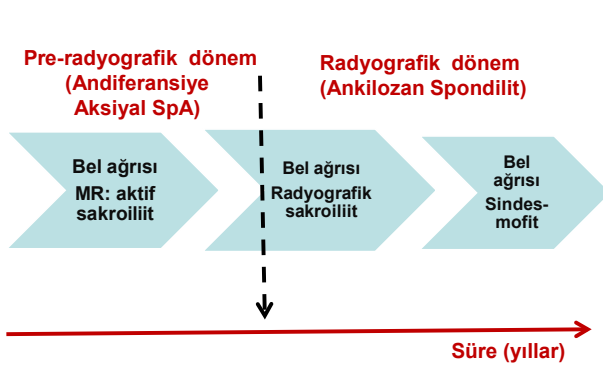 Pre-radyografik dönem
(Andiferansiye
Aksiyal SpA)
Radyografik dönem
(Ankilozan Spondilit)
Bel ağrısı
MR: aktif
sakroiliit
Bel ağrısı
Radyografik
sakroiliit
Bel
ağrısı
Sindes-
mofit
Süre (yıllar)